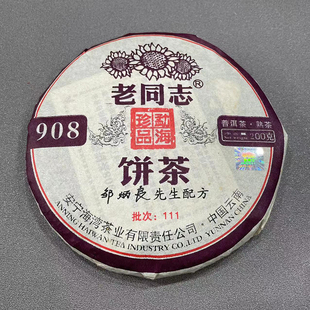 老同志®
908
勐海
珍品
普洱茶·熟茶
200克
饼茶
邹炳良先生配方
批次：111
安宁海湾茶业有限责任公司·中国云南
ANNING HAIWAN TEA INDUSTRY CO.,LTD YUNNAN CHINA